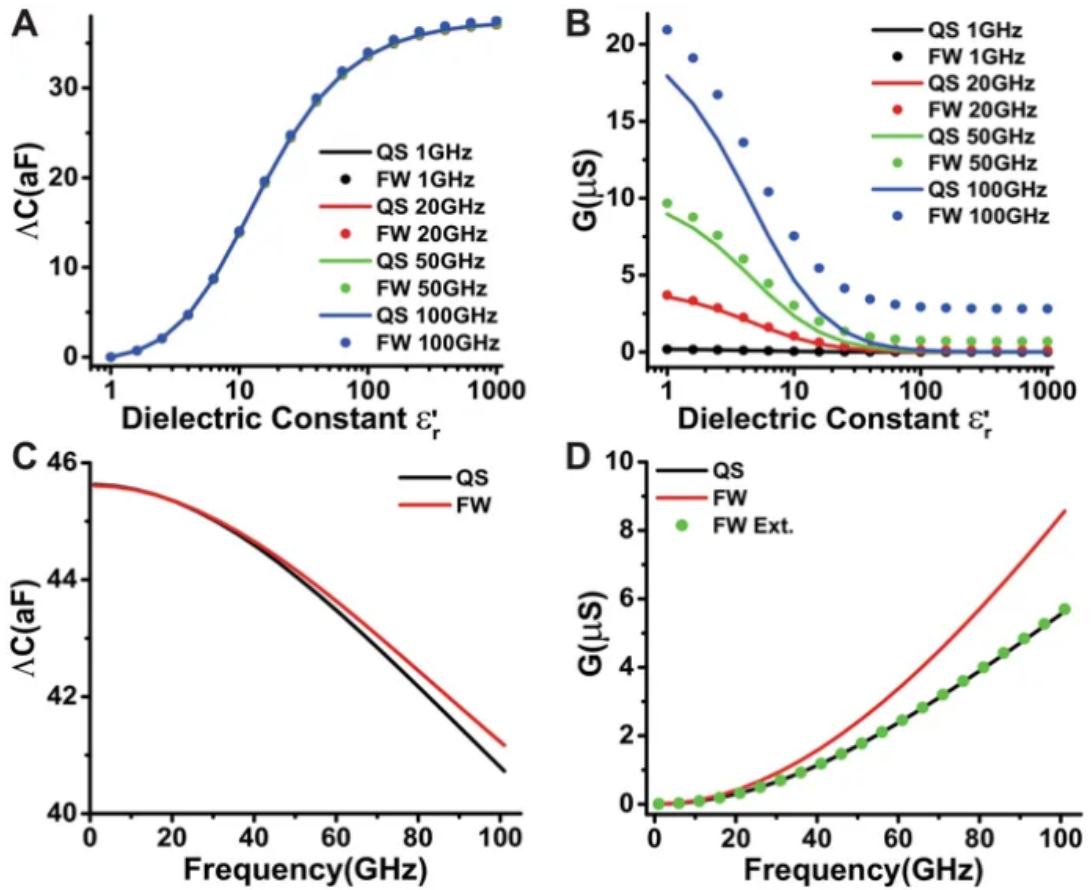 A
ΛC(aF)
30
20
10
0
QS 1GHz
FW 1GHz
QS 20GHz
FW 20GHz
QS 50GHz
FW 50GHz
QS 100GHz
FW 100GHz
1 10 100 1000
Dielectric Constant ε'r
B
G(μS)
20
15
10
5
0
QS 1GHz
FW 1GHz
QS 20GHz
FW 20GHz
QS 50GHz
FW 50GHz
QS 100GHz
FW 100GHz
1 10 100 1000
Dielectric Constant ε'r
C
ΛC(aF)
46
44
42
40
QS
FW
0 20 40 60 80 100
Frequency(GHz)
D
G(μS)
10
8
6
4
2
0
QS
FW
FW Ext.
0 20 40 60 80 100
Frequency(GHz)